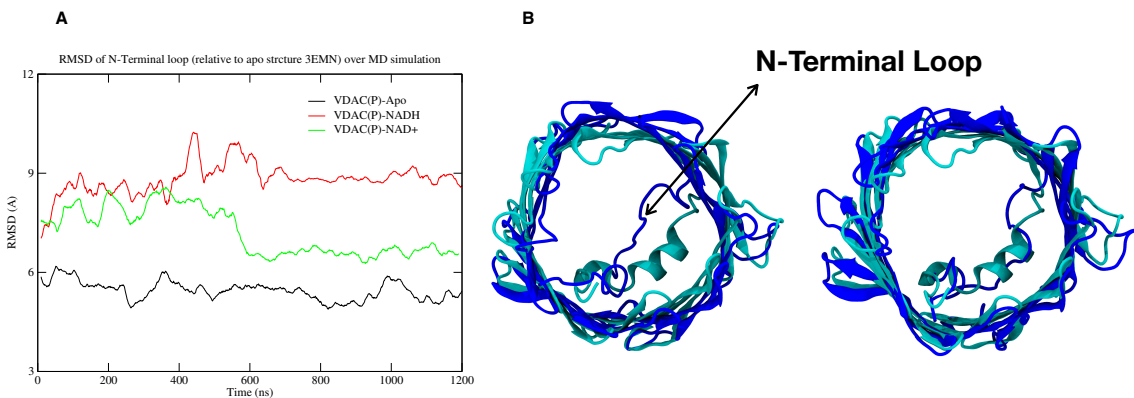 A
B
RMSD of N-Terminal loop (relative to apo strcture 3EMN) over MD simulation
N-Terminal Loop
12
VDAC(P)-Apo
VDAC(P)-NADH
VDAC(P)-NAD+
9
RMSD (A)
6
3
0 200 400 600 800 1000 1200
Time (ns)